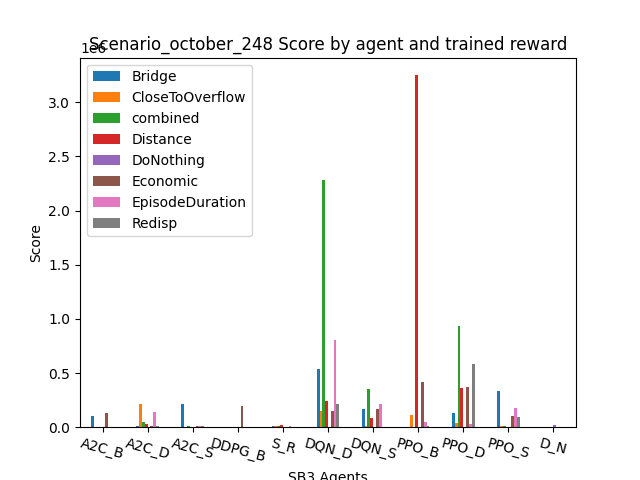 Scenario_october_248 Score by agent and trained reward
1e6
Bridge
CloseToOverflow
combined
Distance
DoNothing
Economic
EpisodeDuration
Redisp
3.0
2.5
2.0
1.5
1.0
0.5
0.0
Score
A2C_B A2C_D A2C_S DDPG_B S_R DQN_D DQN_S PPO_B PPO_D PPO_S D_N
SB3 Agents